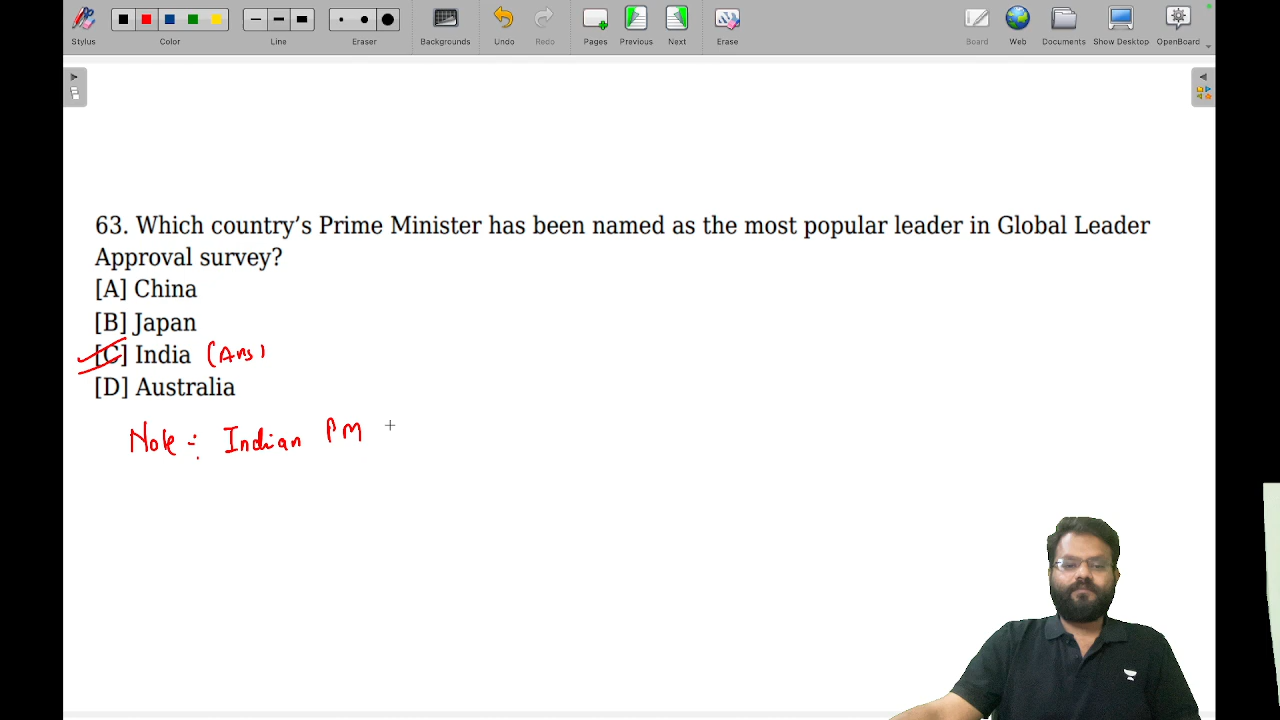 Stylus Color Line Eraser Backgrounds Undo Redo Pages Previous Next Erase Board Web Documents Show Desktop OpenBoard
63. Which country’s Prime Minister has been named as the most popular leader in Global Leader
Approval survey?
[A] China
[B] Japan
[C] India (Ans)
[D] Australia
Note :- Indian PM